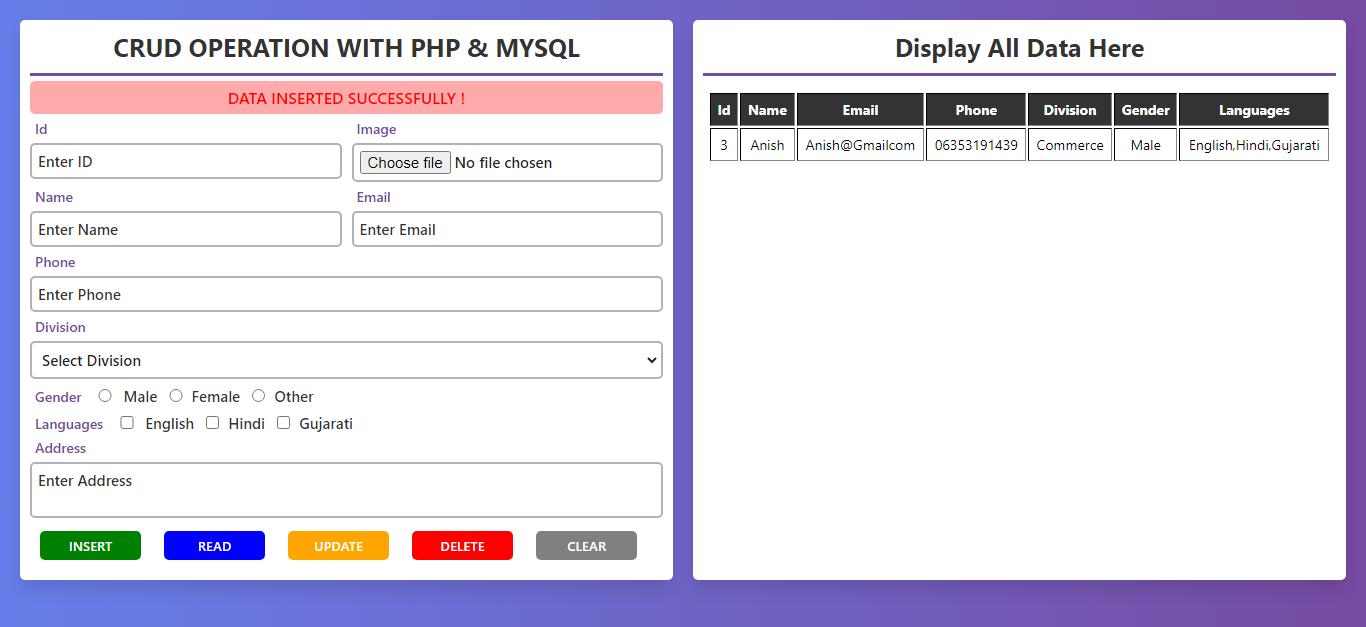 CRUD OPERATION WITH PHP & MYSQL
DATA INSERTED SUCCESSFULLY !
Id Image
Enter ID Choose file No file chosen
Name Email
Enter Name Enter Email
Phone
Enter Phone
Division
Select Division
Gender Male Female Other
Languages English Hindi Gujarati
Address
Enter Address
INSERT READ UPDATE DELETE CLEAR
Display All Data Here
Id Name Email Phone Division Gender Languages
3 Anish Anish@Gmailcom 06353191439 Commerce Male English,Hindi,Gujarati